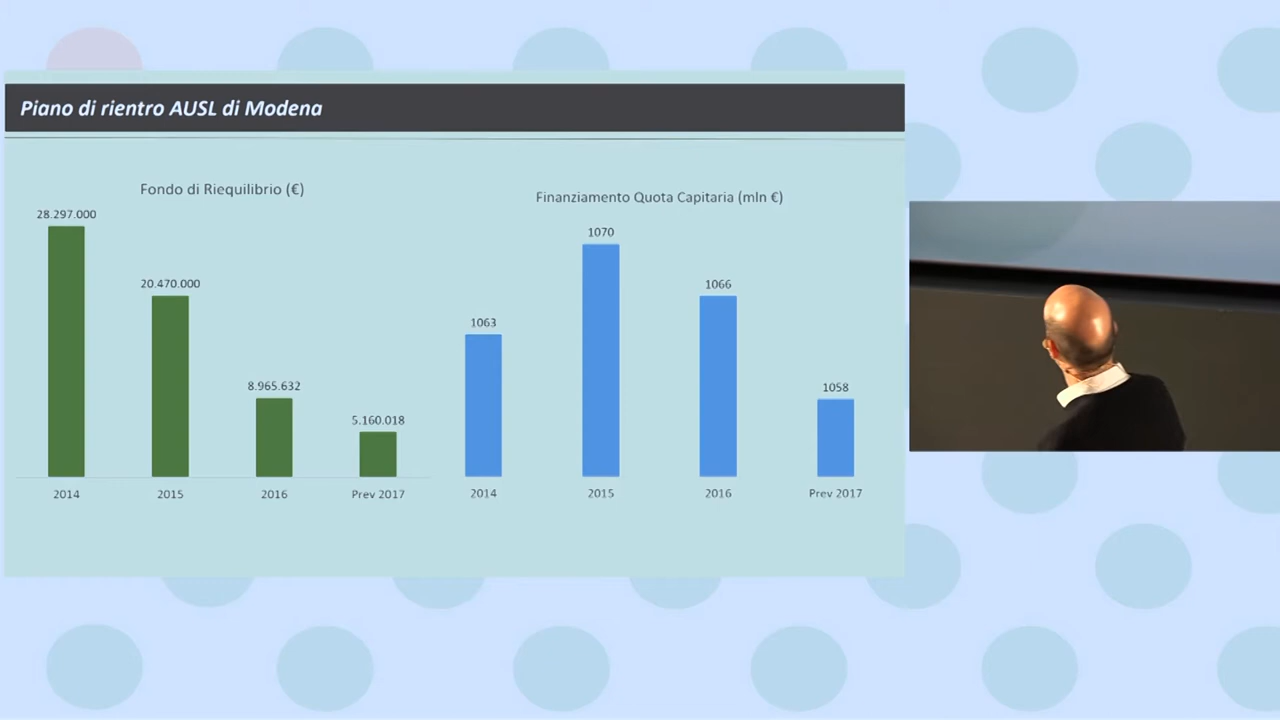 Piano di rientro AUSL di Modena
Fondo di Riequilibrio (€)
28.297.000
20.470.000
8.965.632
5.160.018
2014
2015
2016
Prev 2017
Finanziamento Quota Capitaria (mln €)
1063
1070
1066
1058
2014
2015
2016
Prev 2017